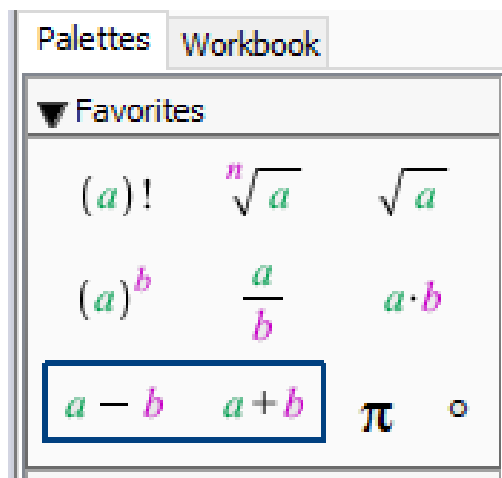 Palettes Workbook
▼ Favorites
(a)! ⁿ√a √a
(a)ᵇ a/b a·b
a − b a+b π °